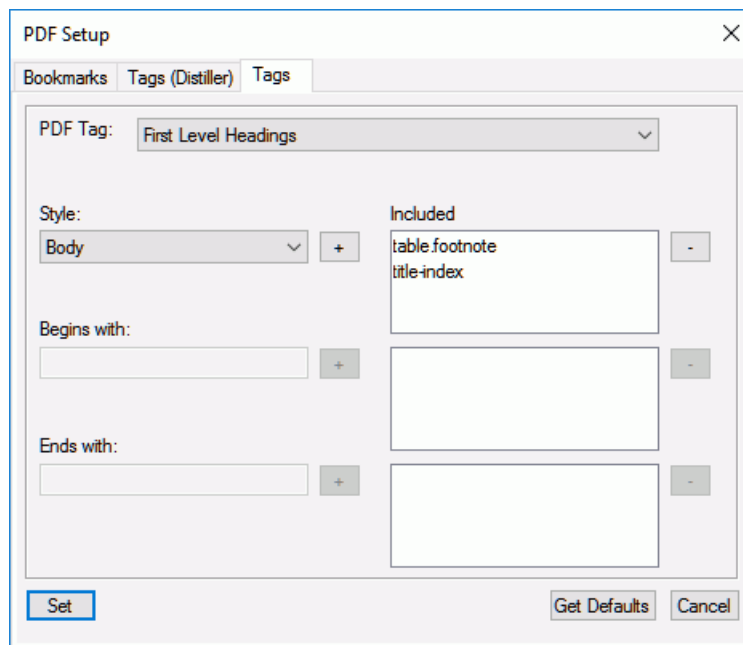 PDF Setup
Bookmarks Tags (Distiller) Tags
PDF Tag: First Level Headings
Style: Included
Body + table.footnote -
title-index
Begins with:
+ -
Ends with:
+ -
Set Get Defaults Cancel